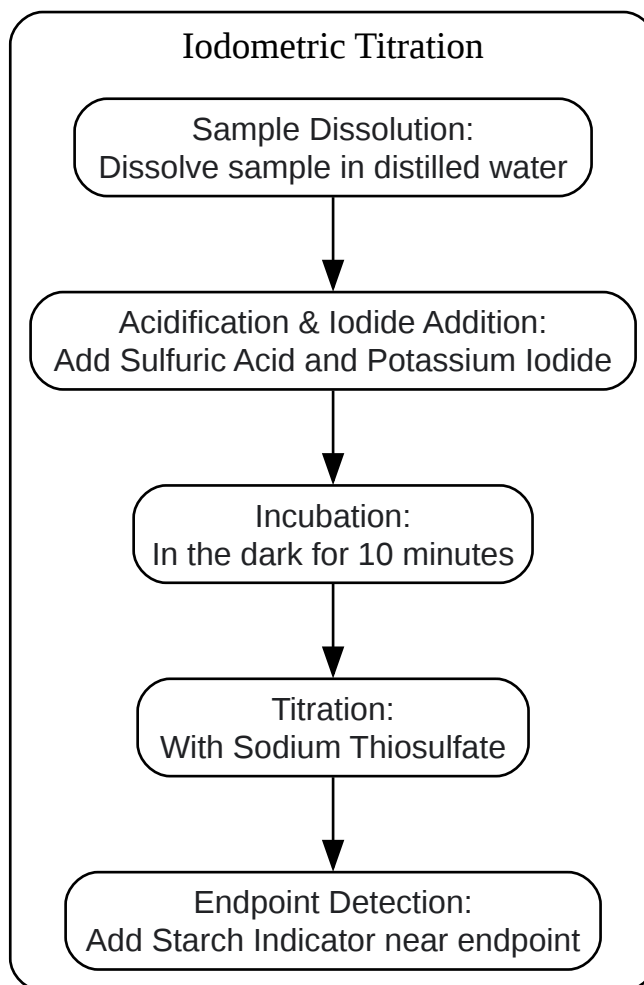 Iodometric Titration
Sample Dissolution:
Dissolve sample in distilled water
Acidification & Iodide Addition:
Add Sulfuric Acid and Potassium Iodide
Incubation:
In the dark for 10 minutes
Titration:
With Sodium Thiosulfate
Endpoint Detection:
Add Starch Indicator near endpoint